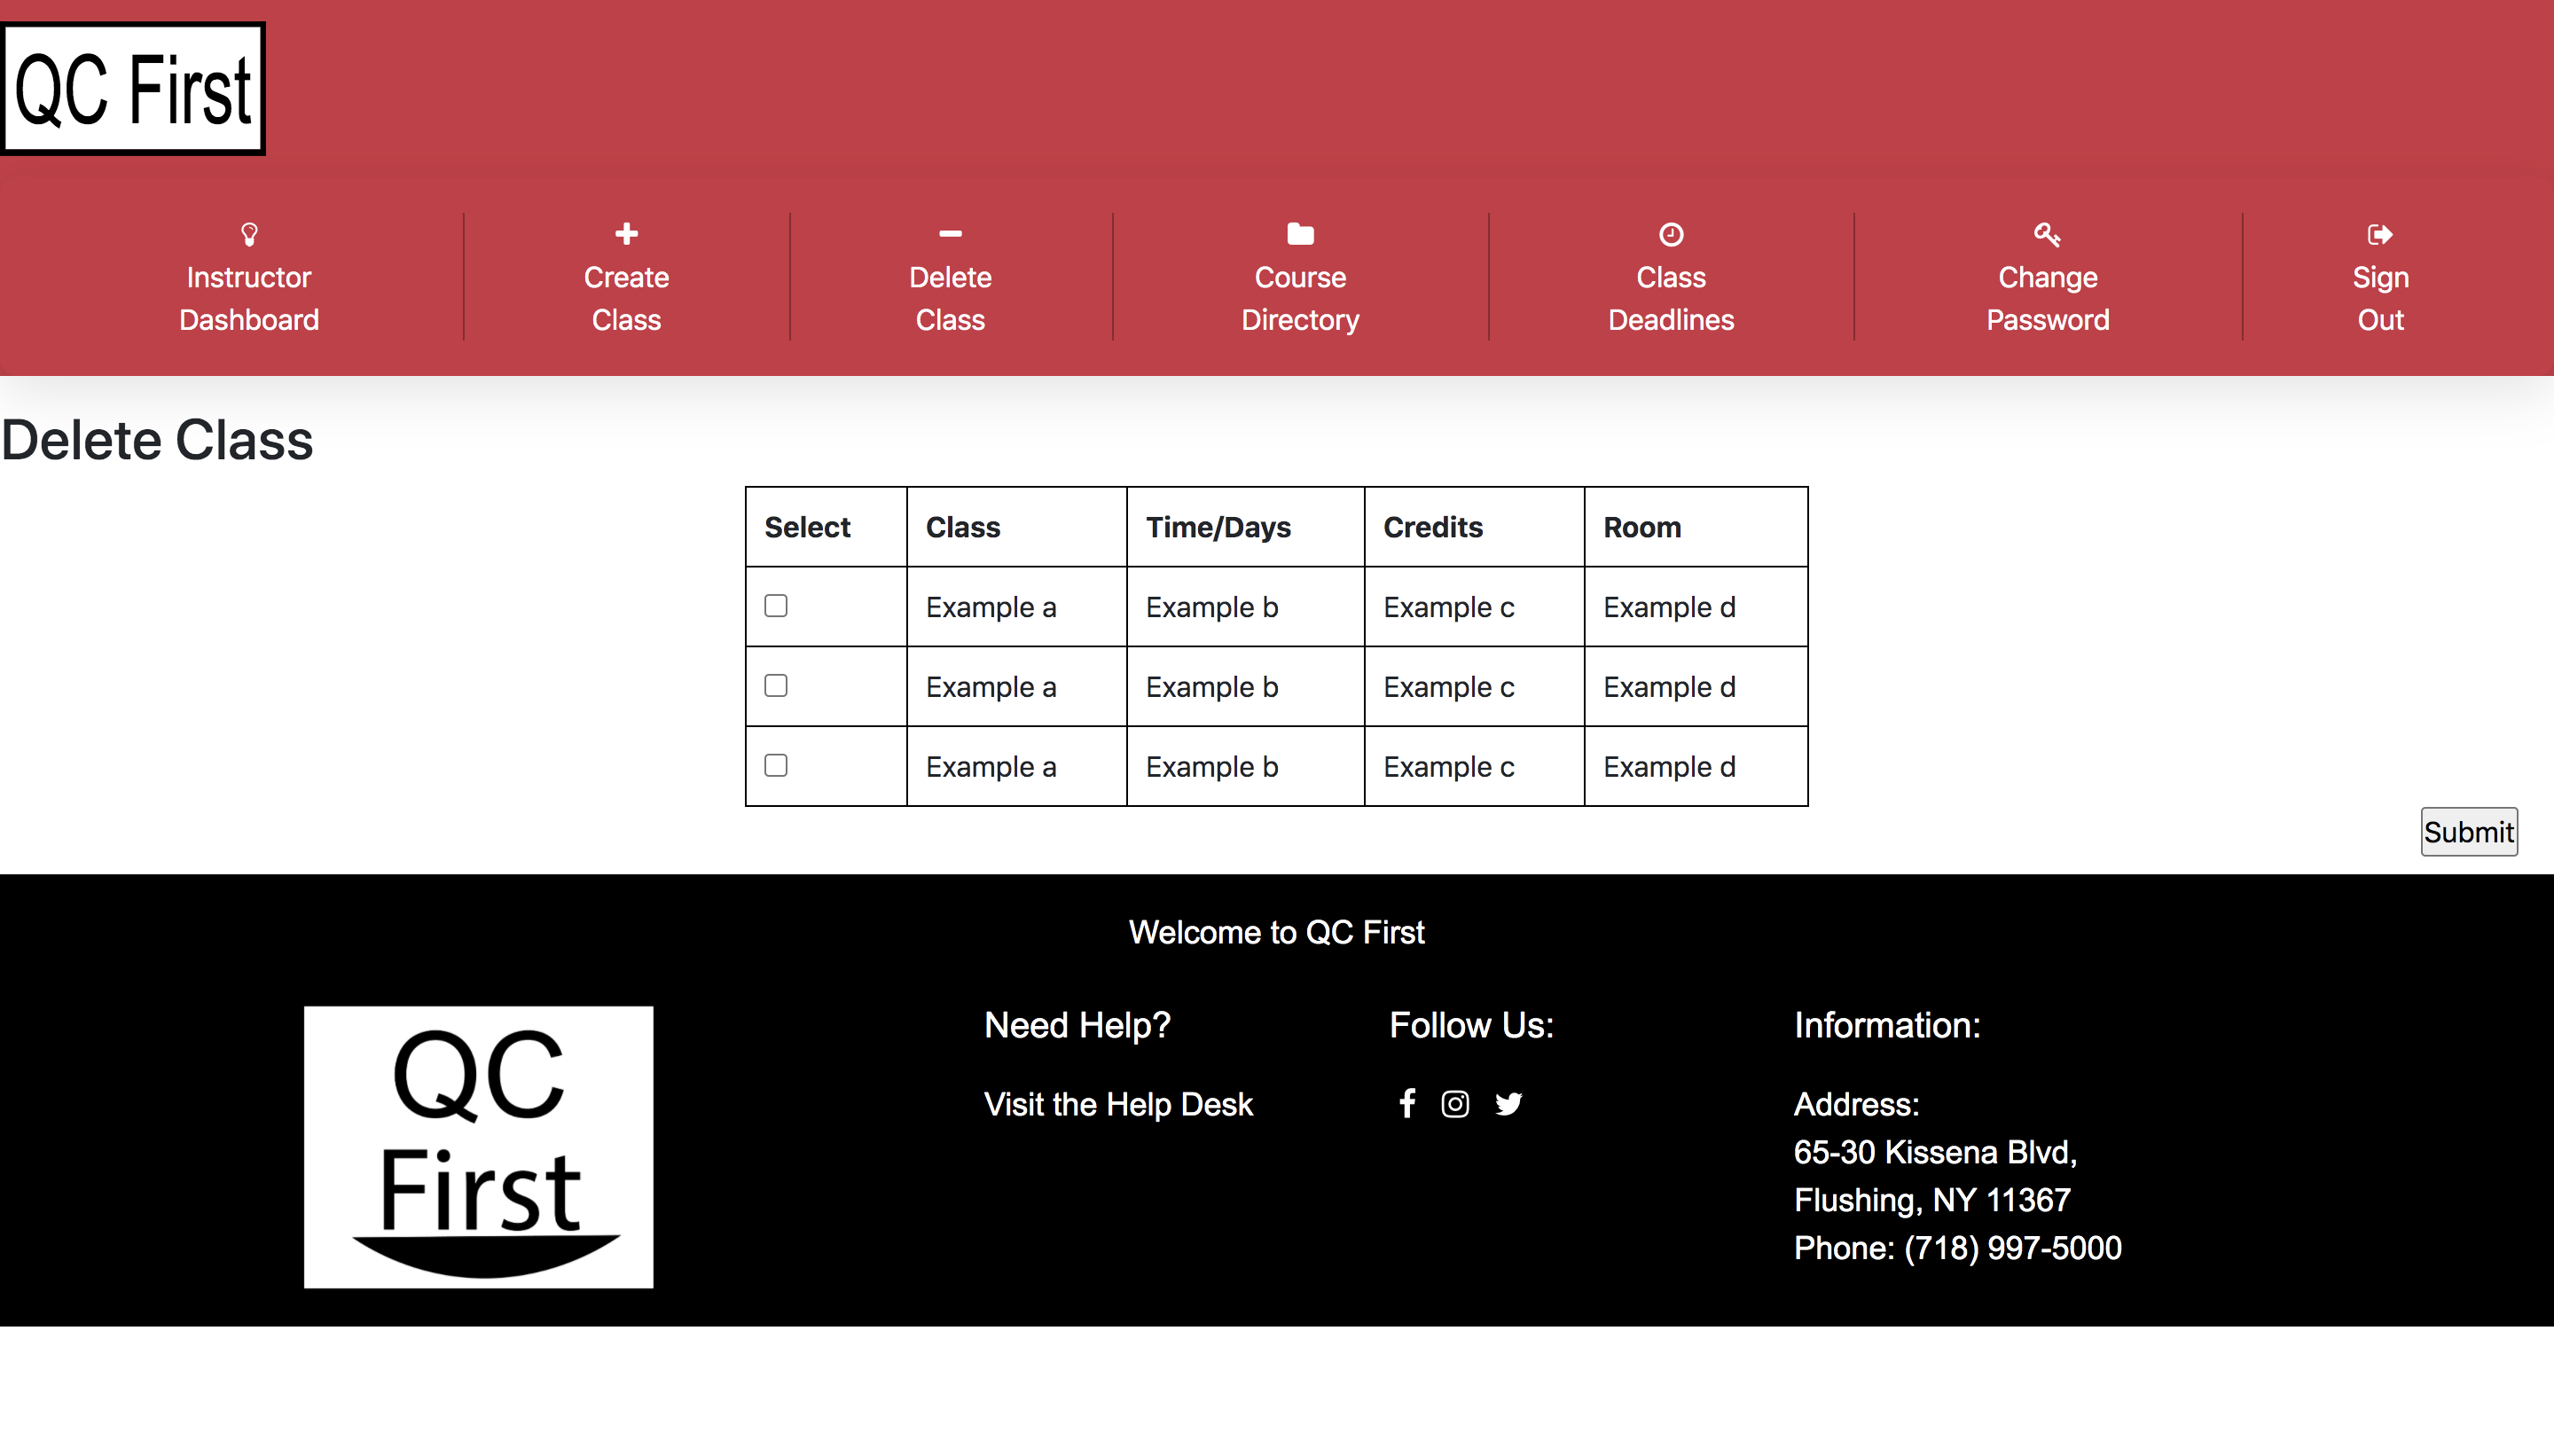 QC First
Instructor Dashboard
Create Class
Delete Class
Course Directory
Class Deadlines
Change Password
Sign Out
Delete Class
Select Class Time/Days Credits Room
Example a Example b Example c Example d
Example a Example b Example c Example d
Example a Example b Example c Example d
Submit
Welcome to QC First
QC
First
Need Help?
Visit the Help Desk
Follow Us:
Information:
Address:
65-30 Kissena Blvd,
Flushing, NY 11367
Phone: (718) 997-5000